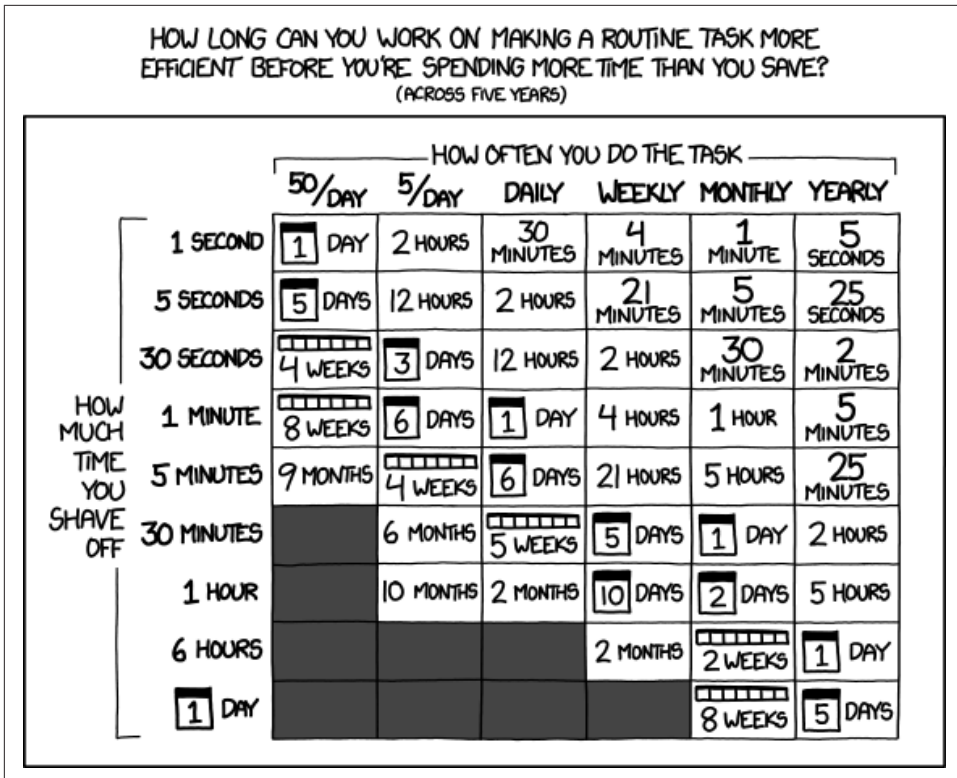 HOW LONG CAN YOU WORK ON MAKING A ROUTINE TASK MORE
EFFICIENT BEFORE YOU'RE SPENDING MORE TIME THAN YOU SAVE?
(ACROSS FIVE YEARS)
HOW OFTEN YOU DO THE TASK
50/DAY 5/DAY DAILY WEEKLY MONTHLY YEARLY
HOW MUCH TIME YOU SHAVE OFF
1 SECOND 1 DAY 2 HOURS 30 MINUTES 4 MINUTES 1 MINUTE 5 SECONDS
5 SECONDS 5 DAYS 12 HOURS 2 HOURS 21 MINUTES 5 MINUTES 25 SECONDS
30 SECONDS 4 WEEKS 3 DAYS 12 HOURS 2 HOURS 30 MINUTES 2 MINUTES
1 MINUTE 8 WEEKS 6 DAYS 1 DAY 4 HOURS 1 HOUR 5 MINUTES
5 MINUTES 9 MONTHS 4 WEEKS 6 DAYS 21 HOURS 5 HOURS 25 MINUTES
30 MINUTES 6 MONTHS 5 WEEKS 5 DAYS 1 DAY 2 HOURS
1 HOUR 10 MONTHS 2 MONTHS 10 DAYS 2 DAYS 5 HOURS
6 HOURS 2 MONTHS 2 WEEKS 1 DAY
1 DAY 8 WEEKS 5 DAYS